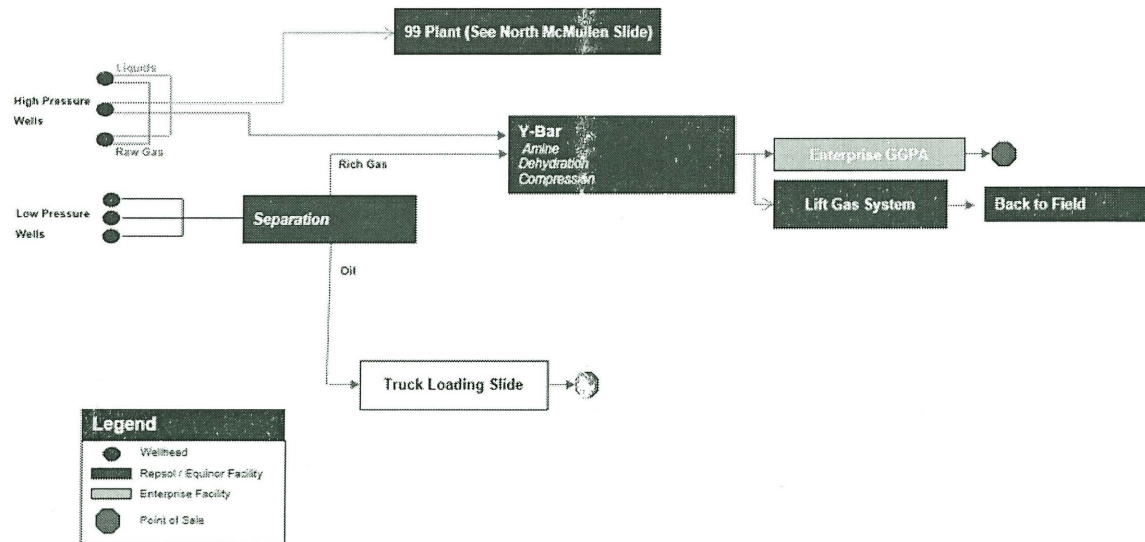 99 Plant (See North McMullen Slide)
Liquids
High Pressure
Wells
Raw Gas
Y-Bar
Amine
Dehydration
Compression
Rich Gas
Enterprise GGPA
Low Pressure
Wells
Separation
Lift Gas System
Back to Field
Oil
Truck Loading Slide
Legend
Wellhead
Repsol / Equinor Facility
Enterprise Facility
Point of Sale